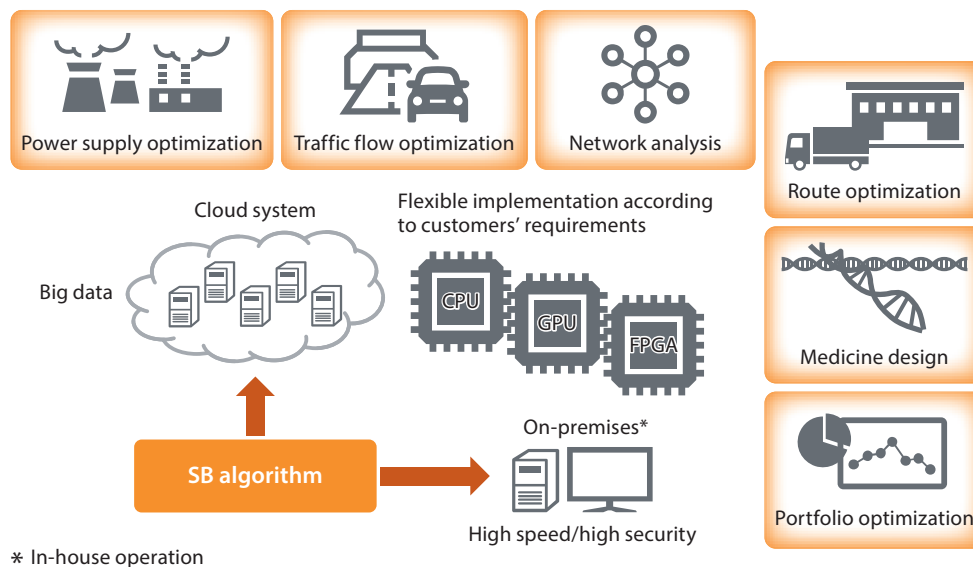 Power supply optimization
Traffic flow optimization
Network analysis
Route optimization
Cloud system
Big data
Flexible implementation according
to customers’ requirements
CPU
GPU
FPGA
Medicine design
SB algorithm
On-premises*
High speed/high security
Portfolio optimization
* In-house operation